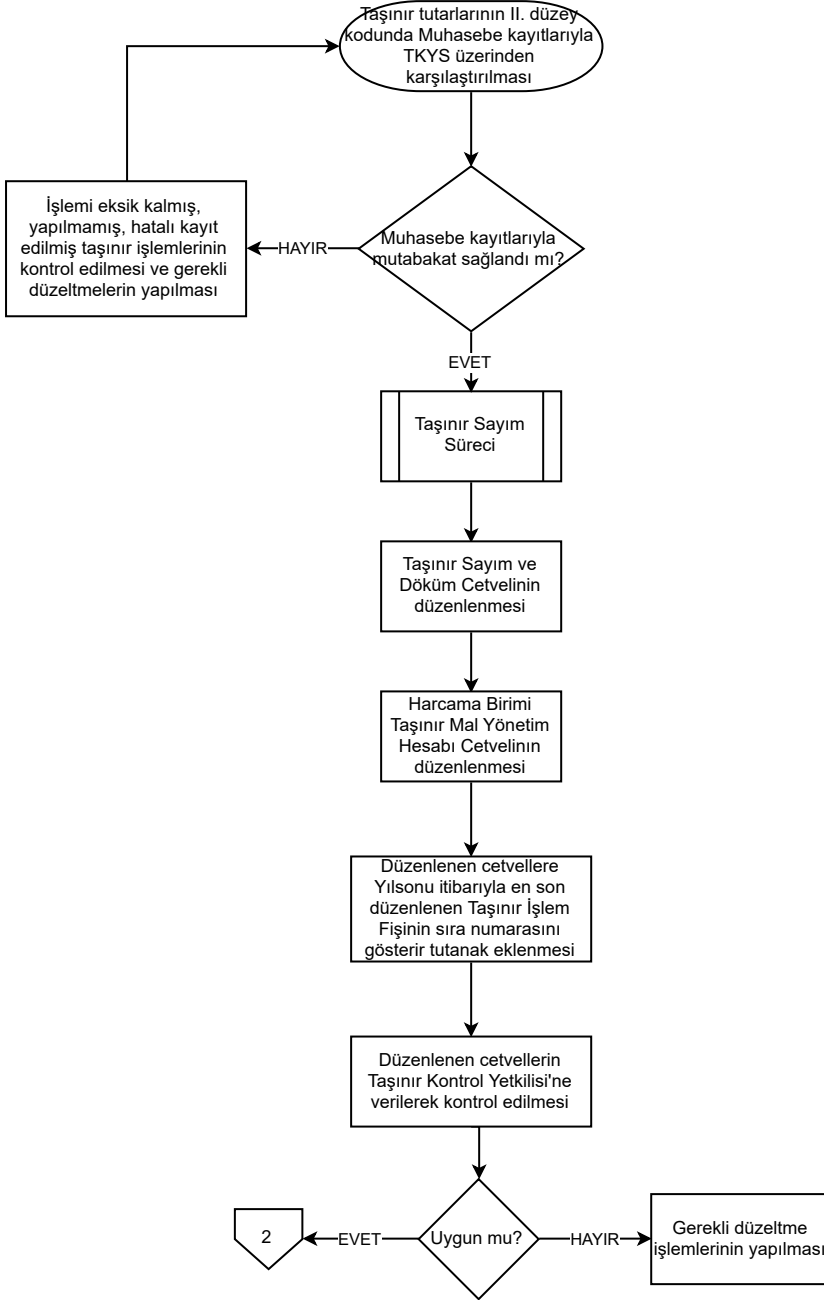 Taşınır tutarlarının II. düzey
kodunda Muhasebe kayıtlarıyla
TKYS üzerinden
karşılaştırılması
İşlemi eksik kalmış,
yapılmamış, hatalı kayıt
edilmiş taşınır işlemlerinin
kontrol edilmesi ve gerekli
düzeltmelerin yapılması
HAYIR
Muhasebe kayıtlarıyla
mutabakat sağlandı mı?
EVET
Taşınır Sayım
Süreci
Taşınır Sayım ve
Döküm Cetvelinin
düzenlenmesi
Harcama Birimi
Taşınır Mal Yönetim
Hesabı Cetvelinın
düzenlenmesi
Düzenlenen cetvellere
Yılsonu itibarıyla en son
düzenlenen Taşınır İşlem
Fişinin sıra numarasını
gösterir tutanak eklenmesi
Düzenlenen cetvellerin
Taşınır Kontrol Yetkilisi'ne
verilerek kontrol edilmesi
2
EVET
Uygun mu?
HAYIR
Gerekli düzeltme
işlemlerinin yapılması